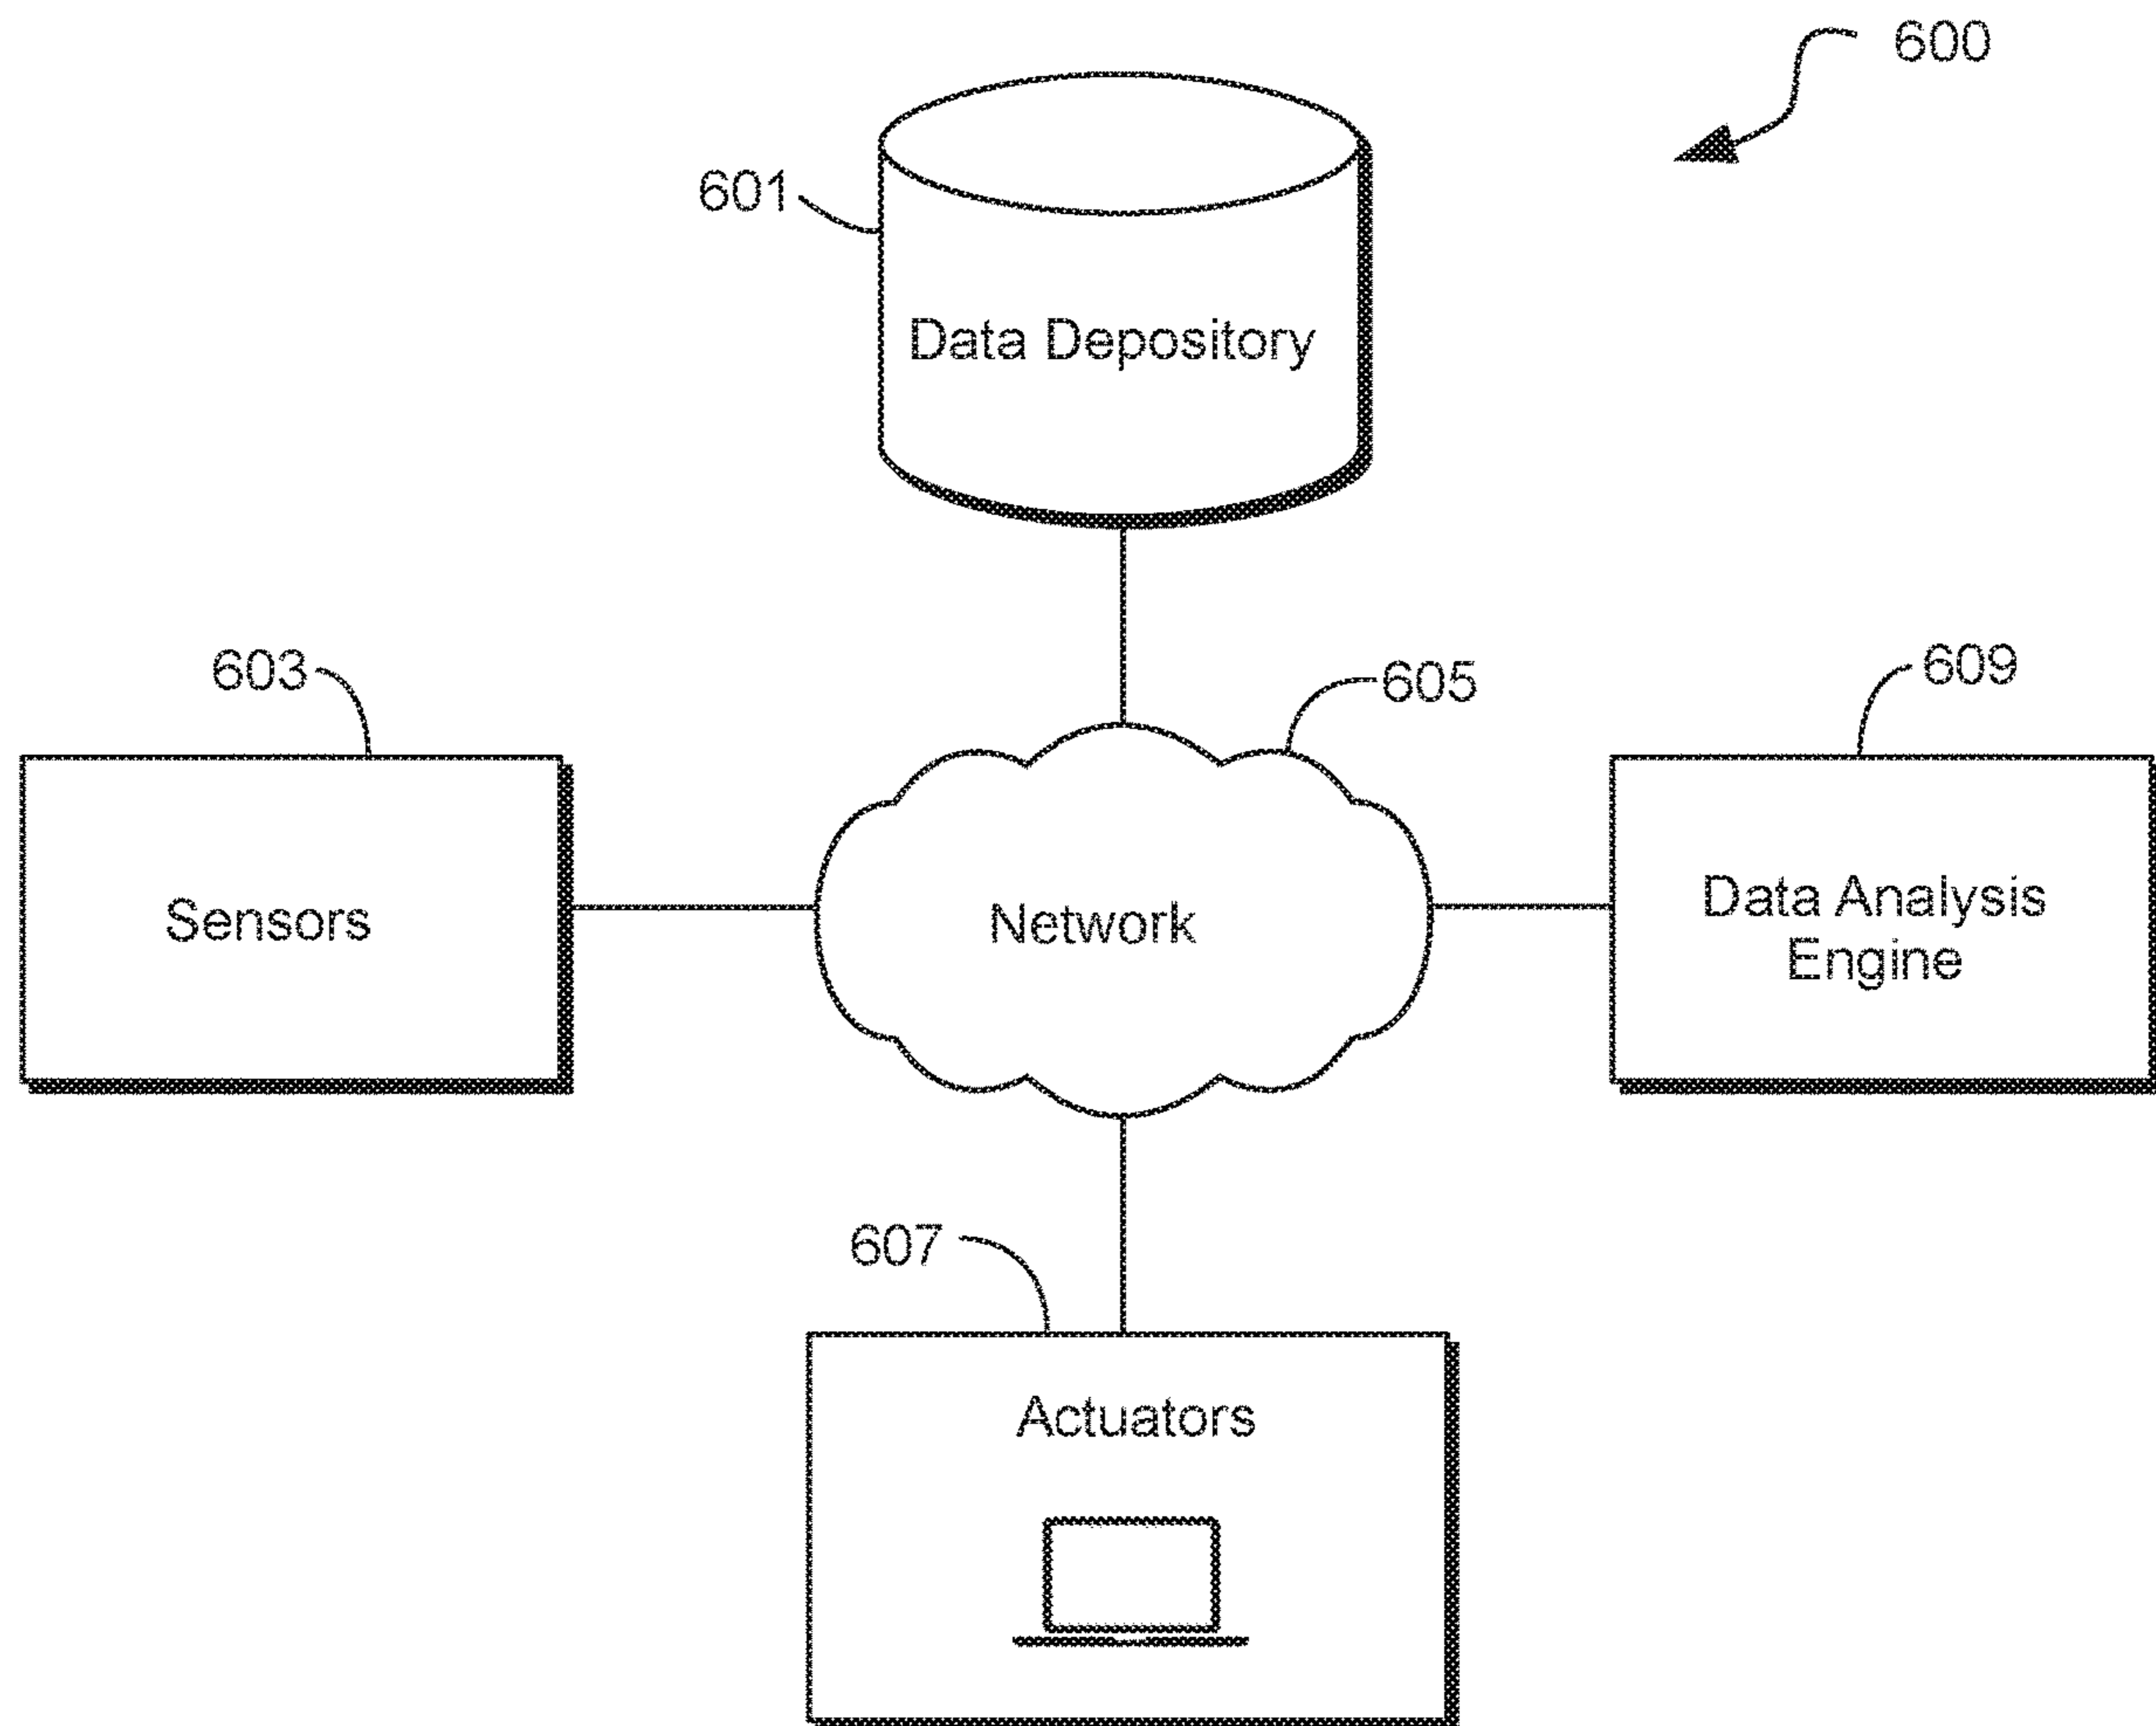 600
601
Data Depository
603
605
609
Sensors
Network
Data Analysis
Engine
607
Actuators